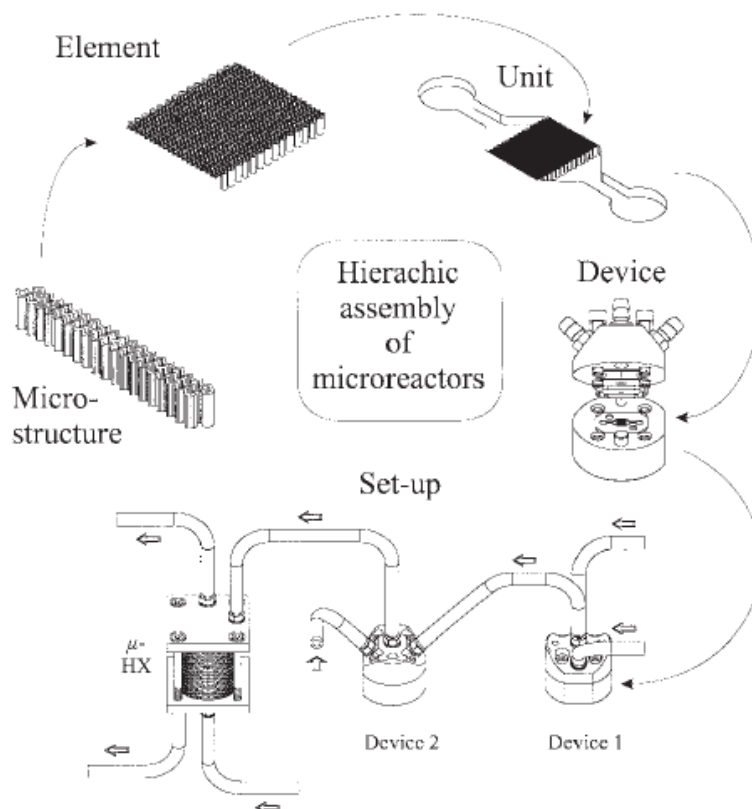 Element
Unit
Hierachic
assembly
of
microreactors
Device
Micro-
structure
Set-up
μ-
HX
Device 2
Device 1